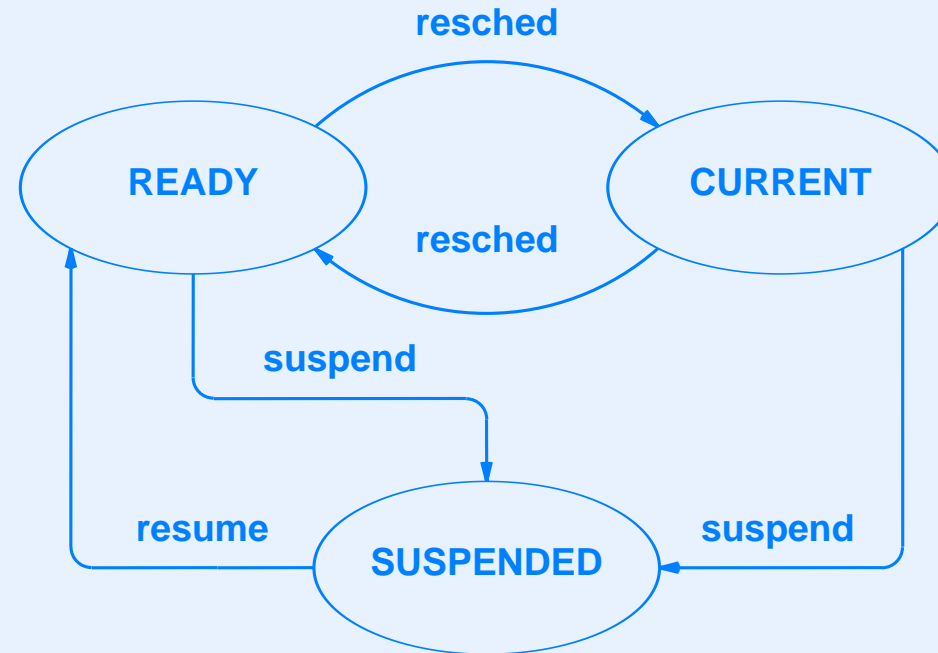 resched
READY
CURRENT
resched
suspend
resume
suspend
SUSPENDED